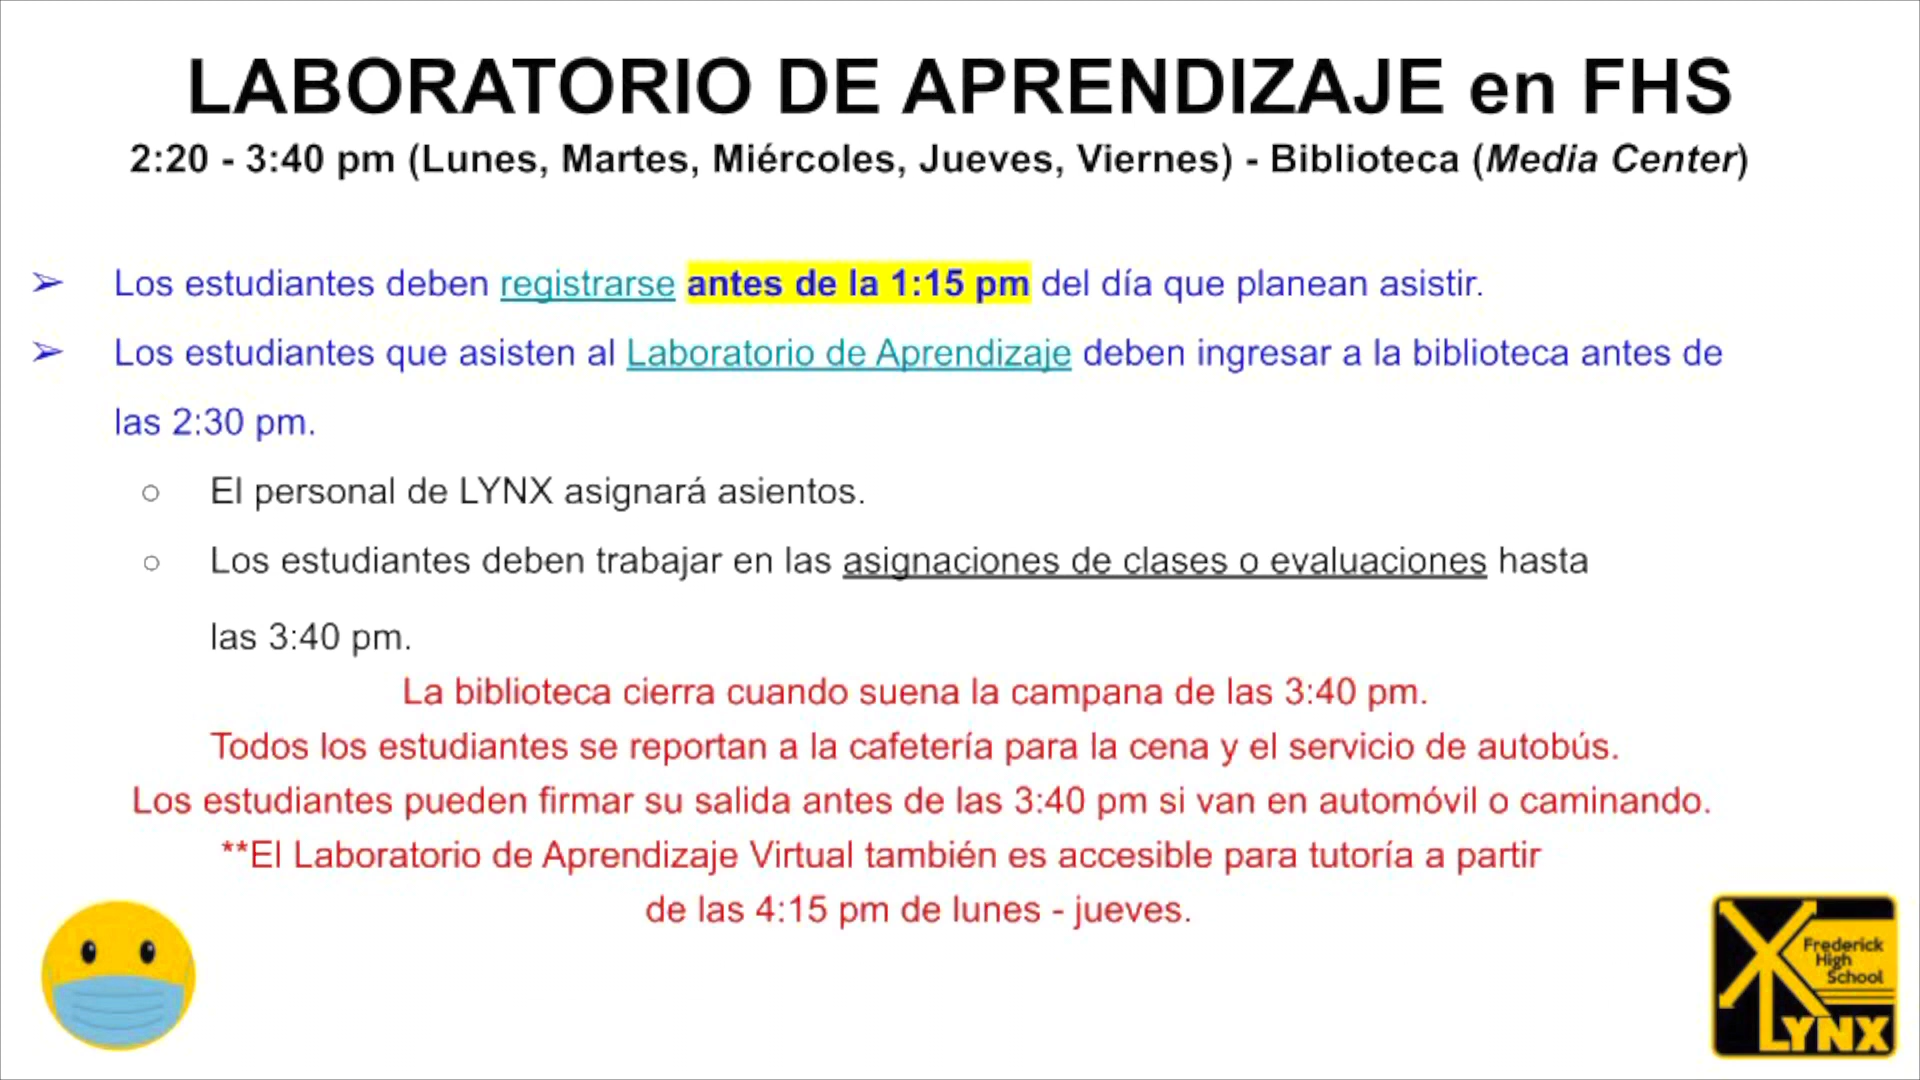 LABORATORIO DE APRENDIZAJE en FHS
2:20 - 3:40 pm (Lunes, Martes, Miércoles, Jueves, Viernes) - Biblioteca (Media Center)
➢ Los estudiantes deben registrarse antes de la 1:15 pm del día que planean asistir.
➢ Los estudiantes que asisten al Laboratorio de Aprendizaje deben ingresar a la biblioteca antes de
las 2:30 pm.
○ El personal de LYNX asignará asientos.
○ Los estudiantes deben trabajar en las asignaciones de clases o evaluaciones hasta
las 3:40 pm.
La biblioteca cierra cuando suena la campana de las 3:40 pm.
Todos los estudiantes se reportan a la cafetería para la cena y el servicio de autobús.
Los estudiantes pueden firmar su salida antes de las 3:40 pm si van en automóvil o caminando.
**El Laboratorio de Aprendizaje Virtual también es accesible para tutoría a partir
de las 4:15 pm de lunes - jueves.
Frederick
High
School
LYNX